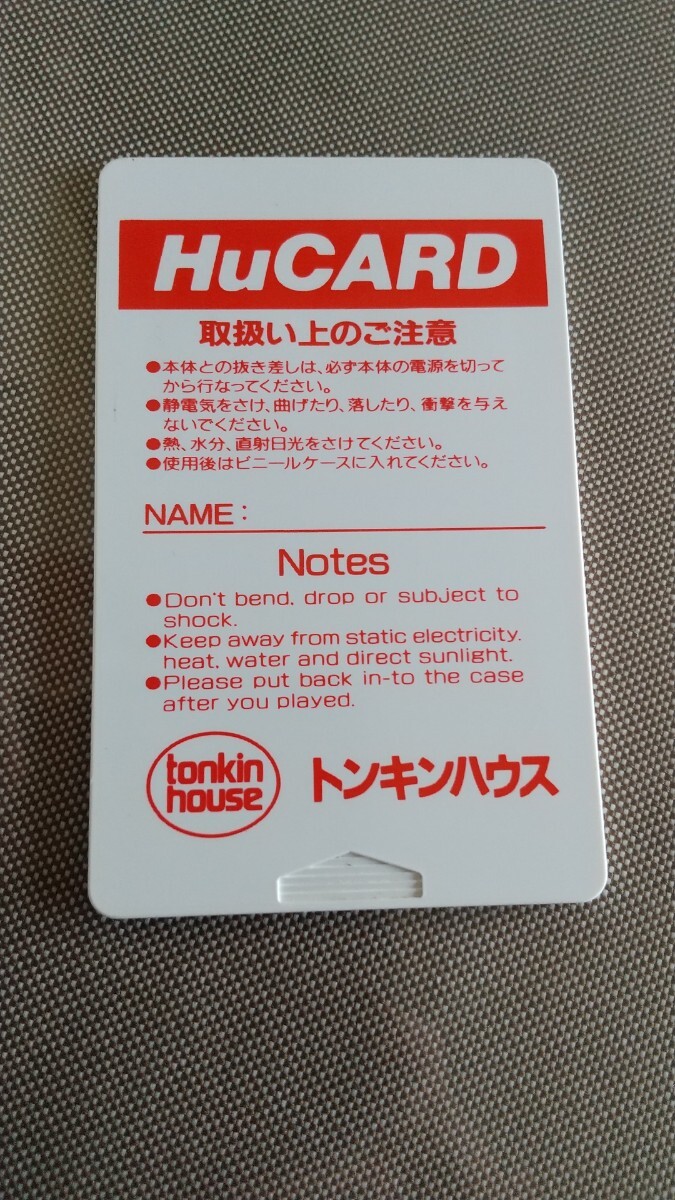 HuCARD
取扱い上のご注意
●本体との抜き差しは、必ず本体の電源を切って
から行なってください。
●静電気をさけ、曲げたり、落したり、衝撃を与え
ないでください。
●熱、水分、直射日光をさけてください。
●使用後はビニールケースに入れてください。
NAME:
Notes
●Don't bend, drop or subject to
shock.
●Keep away from static electricity,
heat, water and direct sunlight.
●Please put back in-to the case
after you played.
tonkin
house
トンキンハウス